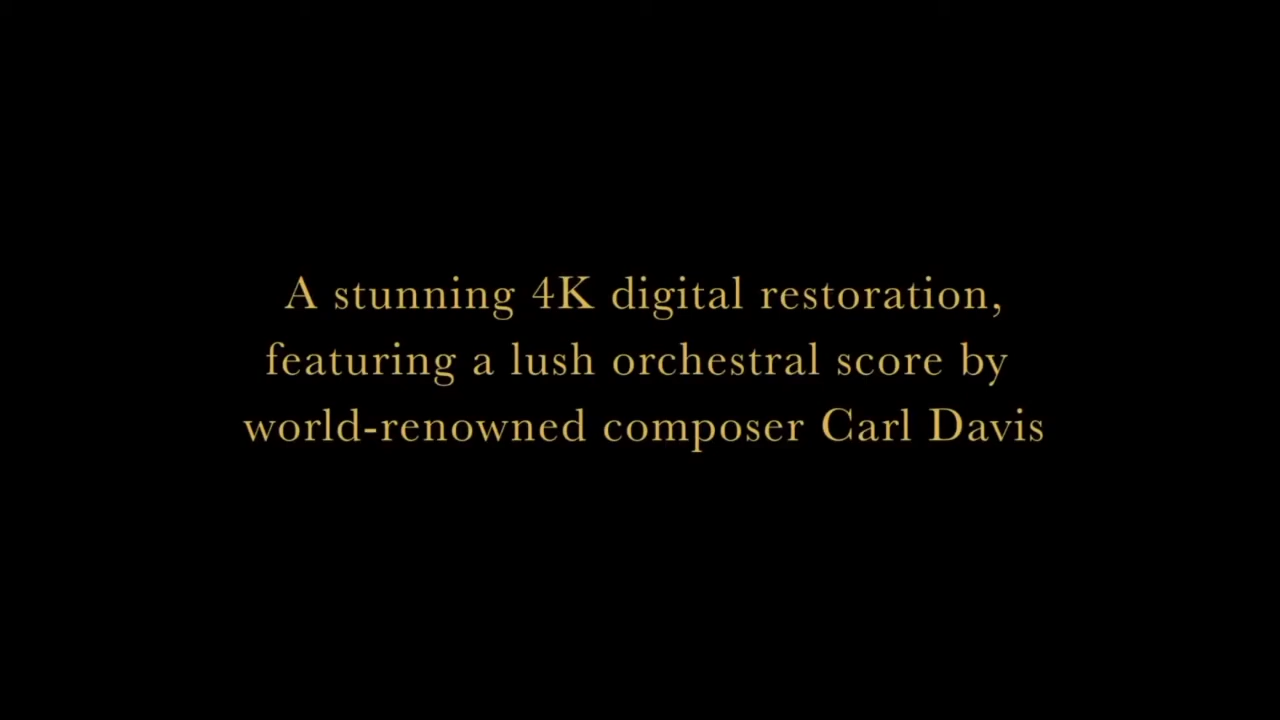 A stunning 4K digital restoration,
featuring a lush orchestral score by
world-renowned composer Carl Davis